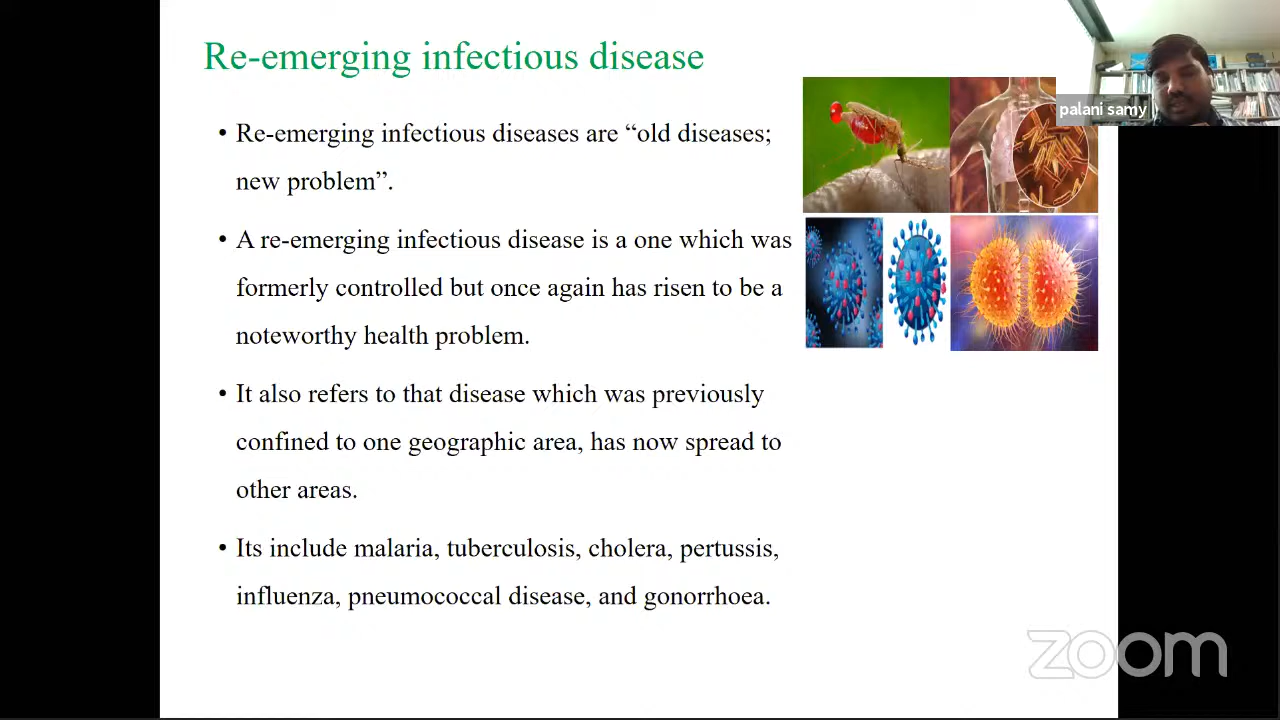 Re-emerging infectious disease
palani samy
• Re-emerging infectious diseases are “old diseases;
new problem”.
• A re-emerging infectious disease is a one which was
formerly controlled but once again has risen to be a
noteworthy health problem.
• It also refers to that disease which was previously
confined to one geographic area, has now spread to
other areas.
• Its include malaria, tuberculosis, cholera, pertussis,
influenza, pneumococcal disease, and gonorrhoea.
zoom